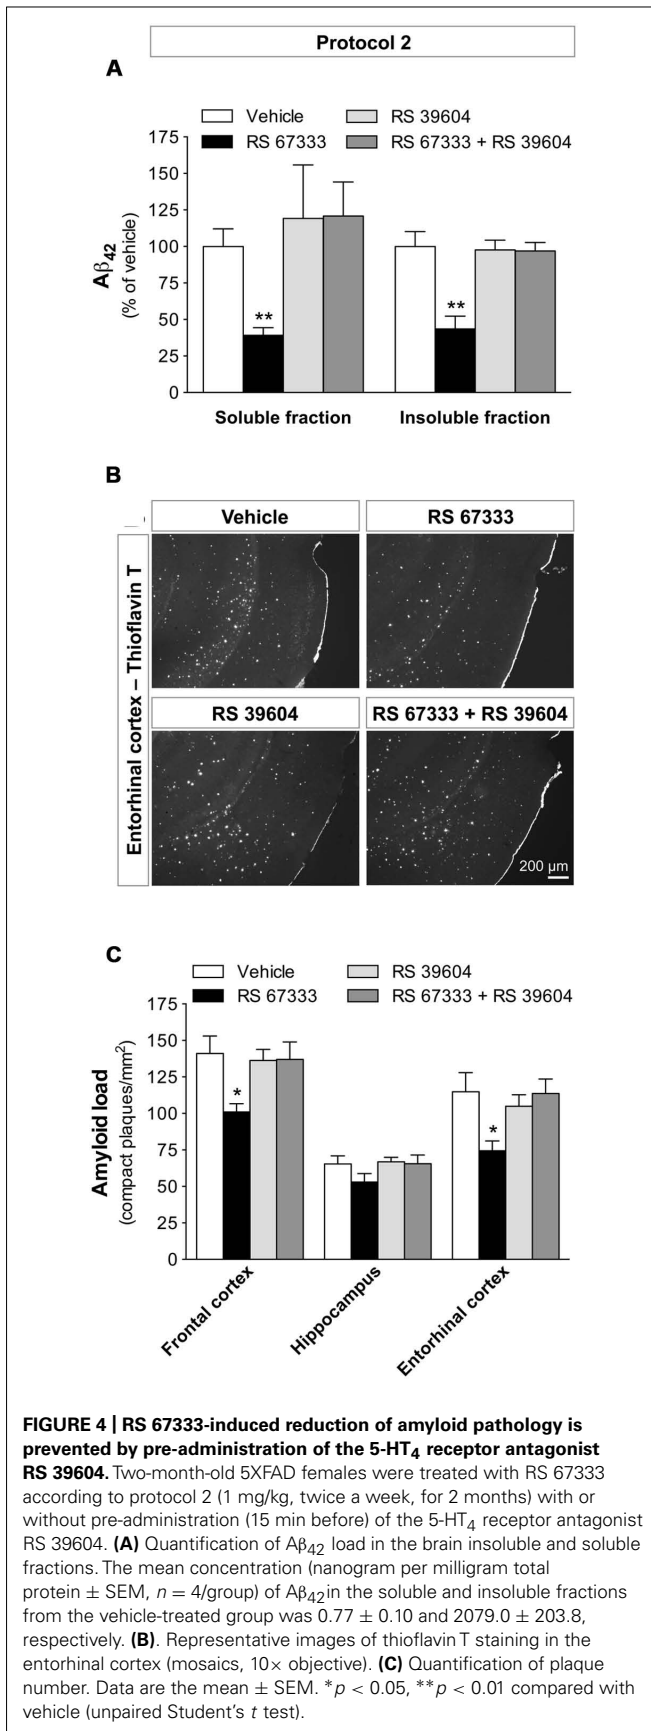 Protocol 2
A
Vehicle
RS 39604
RS 67333
RS 67333 + RS 39604
175
150
125
100
75
50
25
0
Aβ42
(% of vehicle)
**
**
Soluble fraction
Insoluble fraction
B
Vehicle
RS 67333
Entorhinal cortex – Thioflavin T
RS 39604
RS 67333 + RS 39604
200 µm
C
Vehicle
RS 39604
RS 67333
RS 67333 + RS 39604
175
150
125
100
75
50
25
0
Amyloid load
(compact plaques/mm²)
*
*
Frontal cortex
Hippocampus
Entorhinal cortex
FIGURE 4 | RS 67333-induced reduction of amyloid pathology is
prevented by pre-administration of the 5-HT4 receptor antagonist
RS 39604. Two-month-old 5XFAD females were treated with RS 67333
according to protocol 2 (1 mg/kg, twice a week, for 2 months) with or
without pre-administration (15 min before) of the 5-HT4 receptor antagonist
RS 39604. (A) Quantification of Aβ42 load in the brain insoluble and soluble
fractions. The mean concentration (nanogram per milligram total
protein ± SEM, n = 4/group) of Aβ42in the soluble and insoluble fractions
from the vehicle-treated group was 0.77 ± 0.10 and 2079.0 ± 203.8,
respectively. (B). Representative images of thioflavin T staining in the
entorhinal cortex (mosaics, 10× objective). (C) Quantification of plaque
number. Data are the mean ± SEM. *p < 0.05, **p < 0.01 compared with
vehicle (unpaired Student's t test).